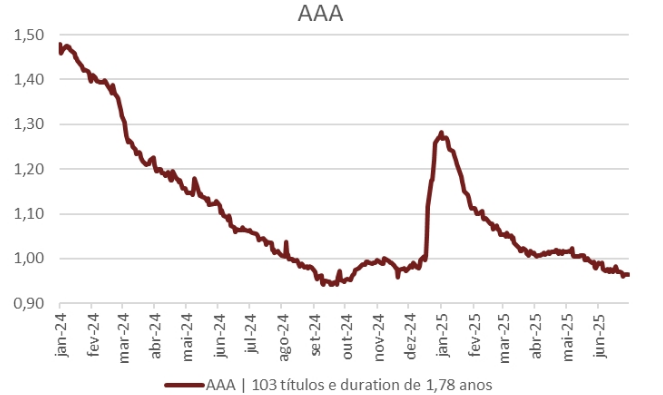 AAA
1,50
1,40
1,30
1,20
1,10
1,00
0,90
jan-24
fev-24
mar-24
abr-24
mai-24
jun-24
jul-24
ago-24
set-24
out-24
nov-24
dez-24
jan-25
fev-25
mar-25
abr-25
mai-25
jun-25
AAA | 103 títulos e duration de 1,78 anos